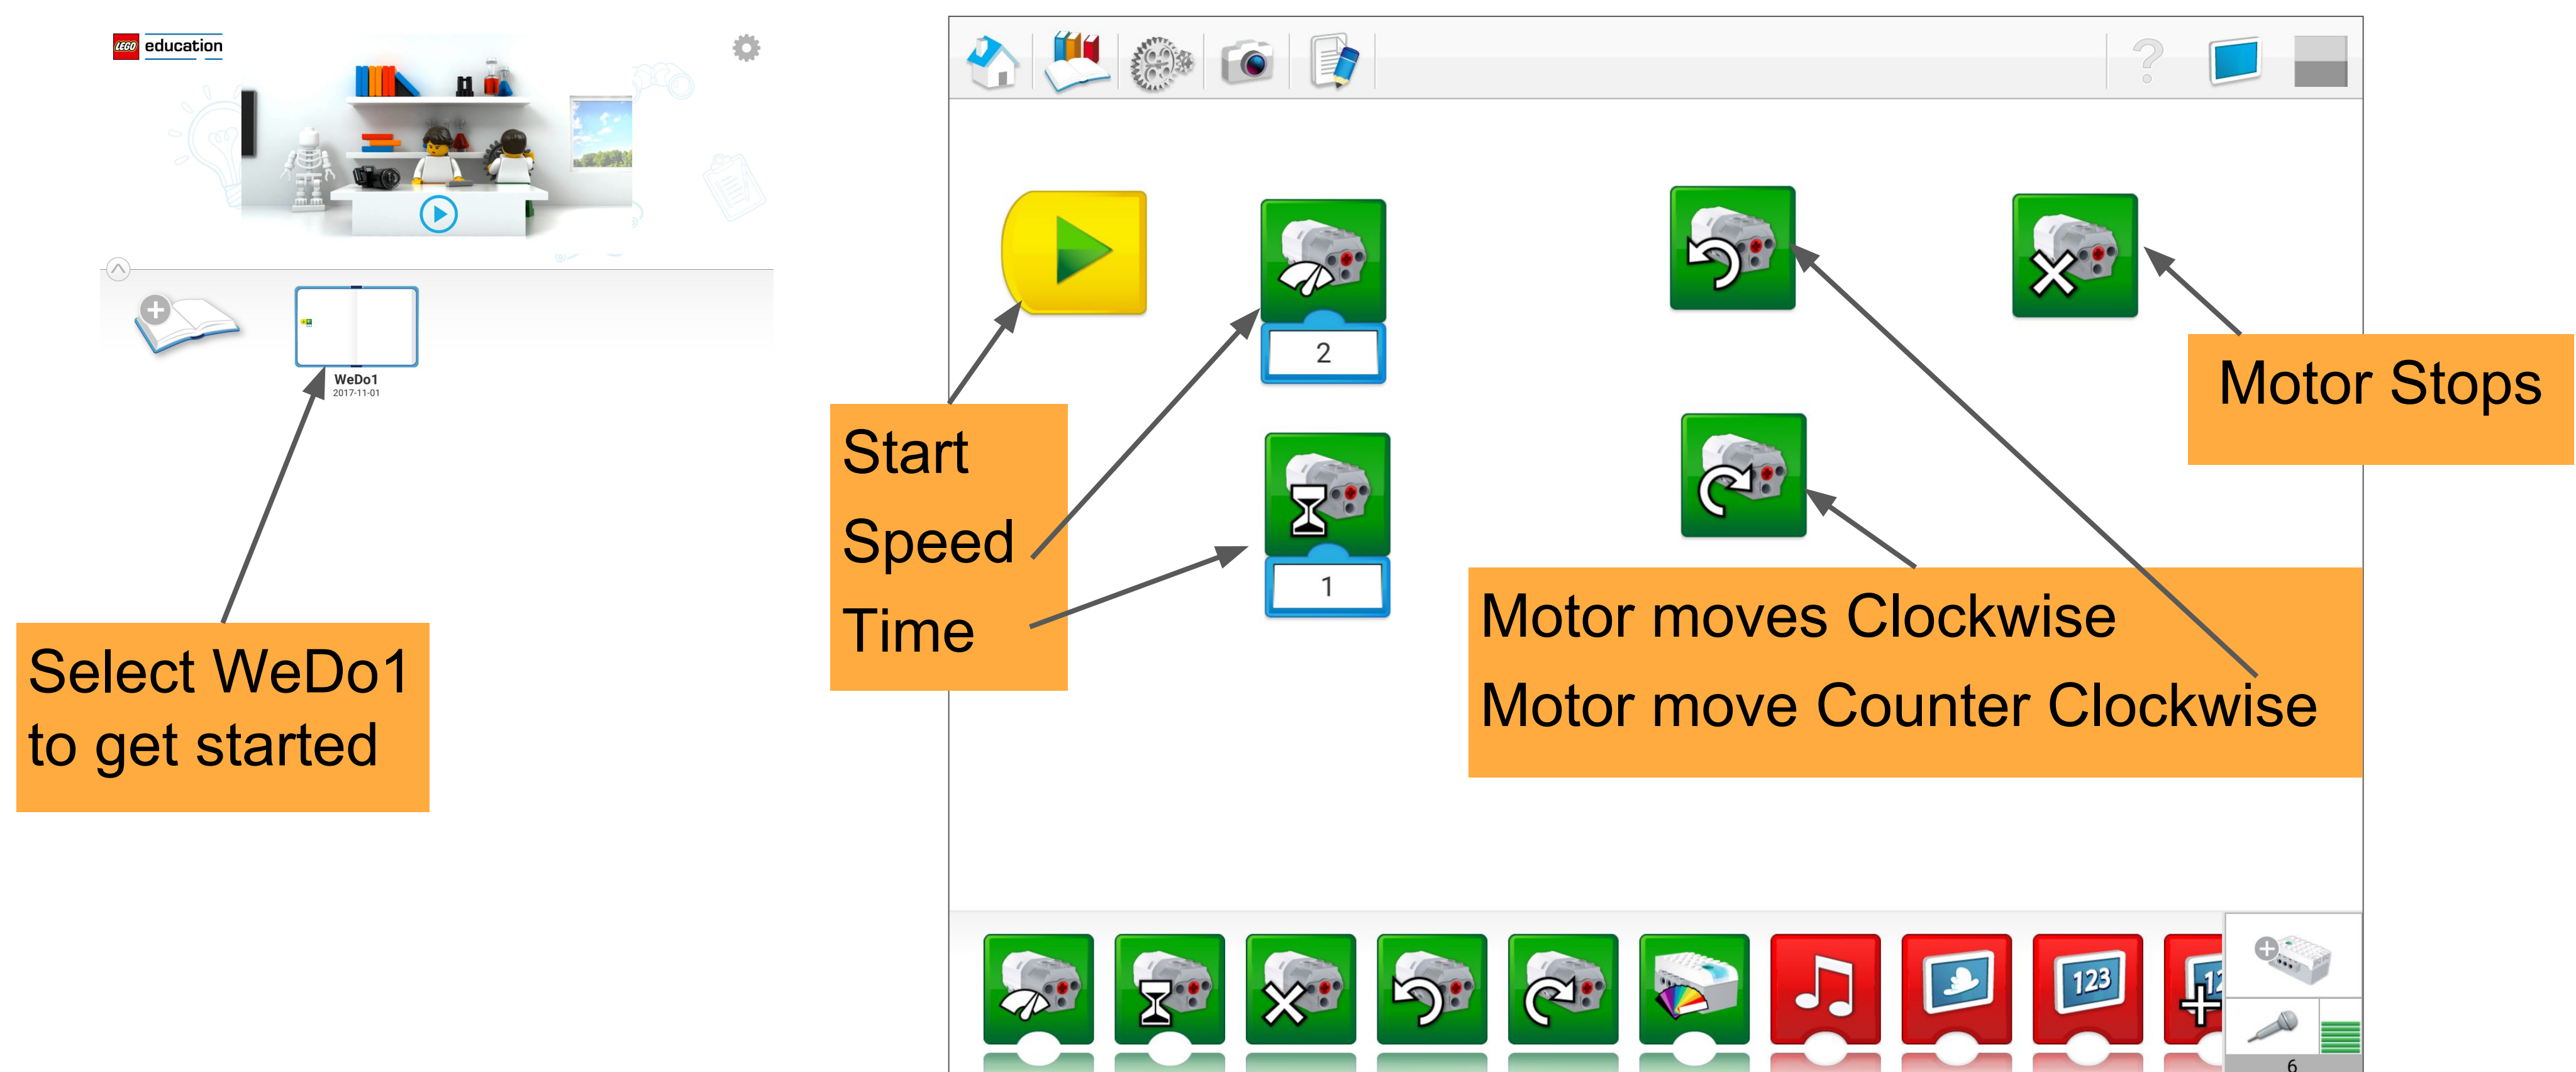 LEGO education
WeDo1
2017-11-01
Select WeDo1
to get started
2
1
Start
Speed
Time
Motor Stops
Motor moves Clockwise
Motor move Counter Clockwise
123
12
6